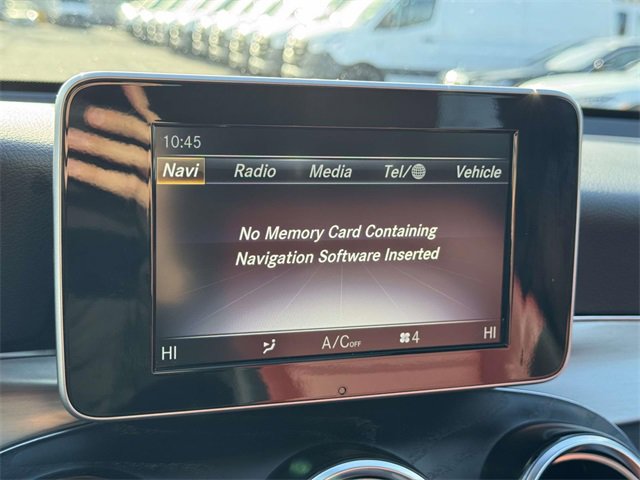 10:45
Navi Radio Media Tel/ Vehicle
No Memory Card Containing
Navigation Software Inserted
HI A/C OFF 4 HI